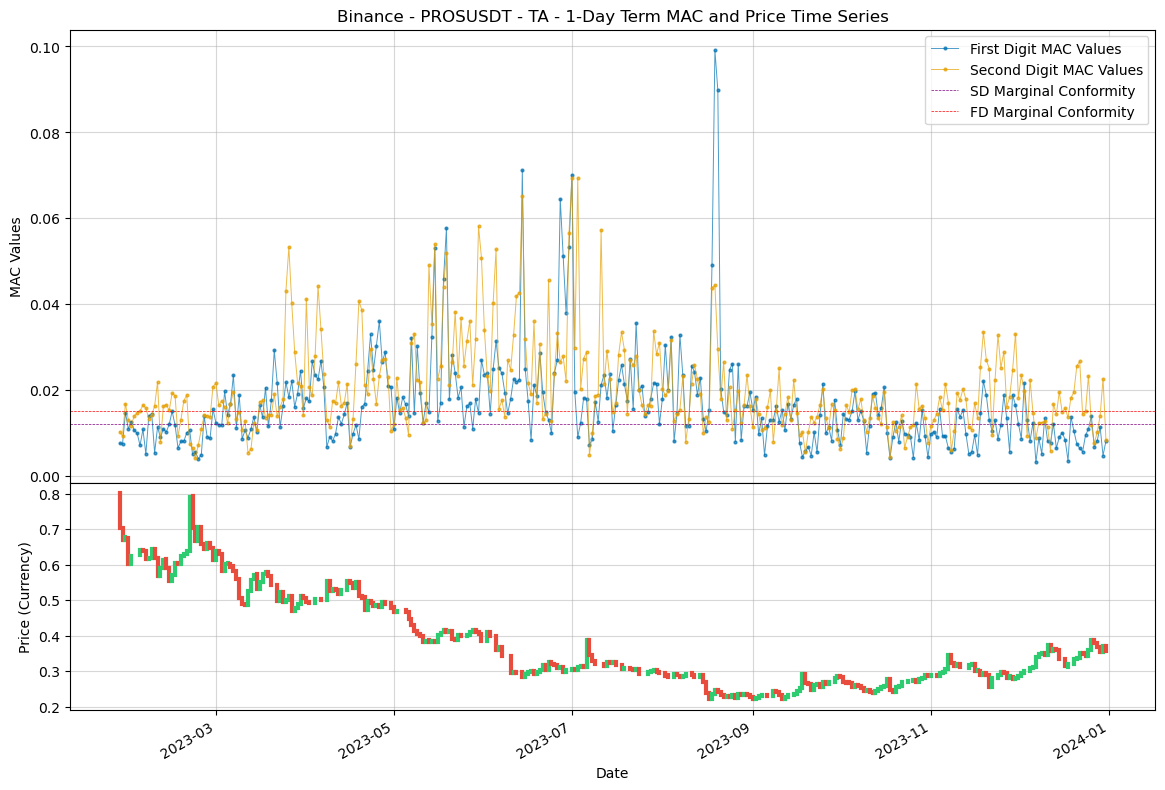 Binance - PROSUSDT - TA - 1-Day Term MAC and Price Time Series
First Digit MAC Values
Second Digit MAC Values
SD Marginal Conformity
FD Marginal Conformity
MAC Values
0.10
0.08
0.06
0.04
0.02
0.00
Price (Currency)
0.8
0.7
0.6
0.5
0.4
0.3
0.2
2023-03
2023-05
2023-07
2023-09
2023-11
2024-01
Date